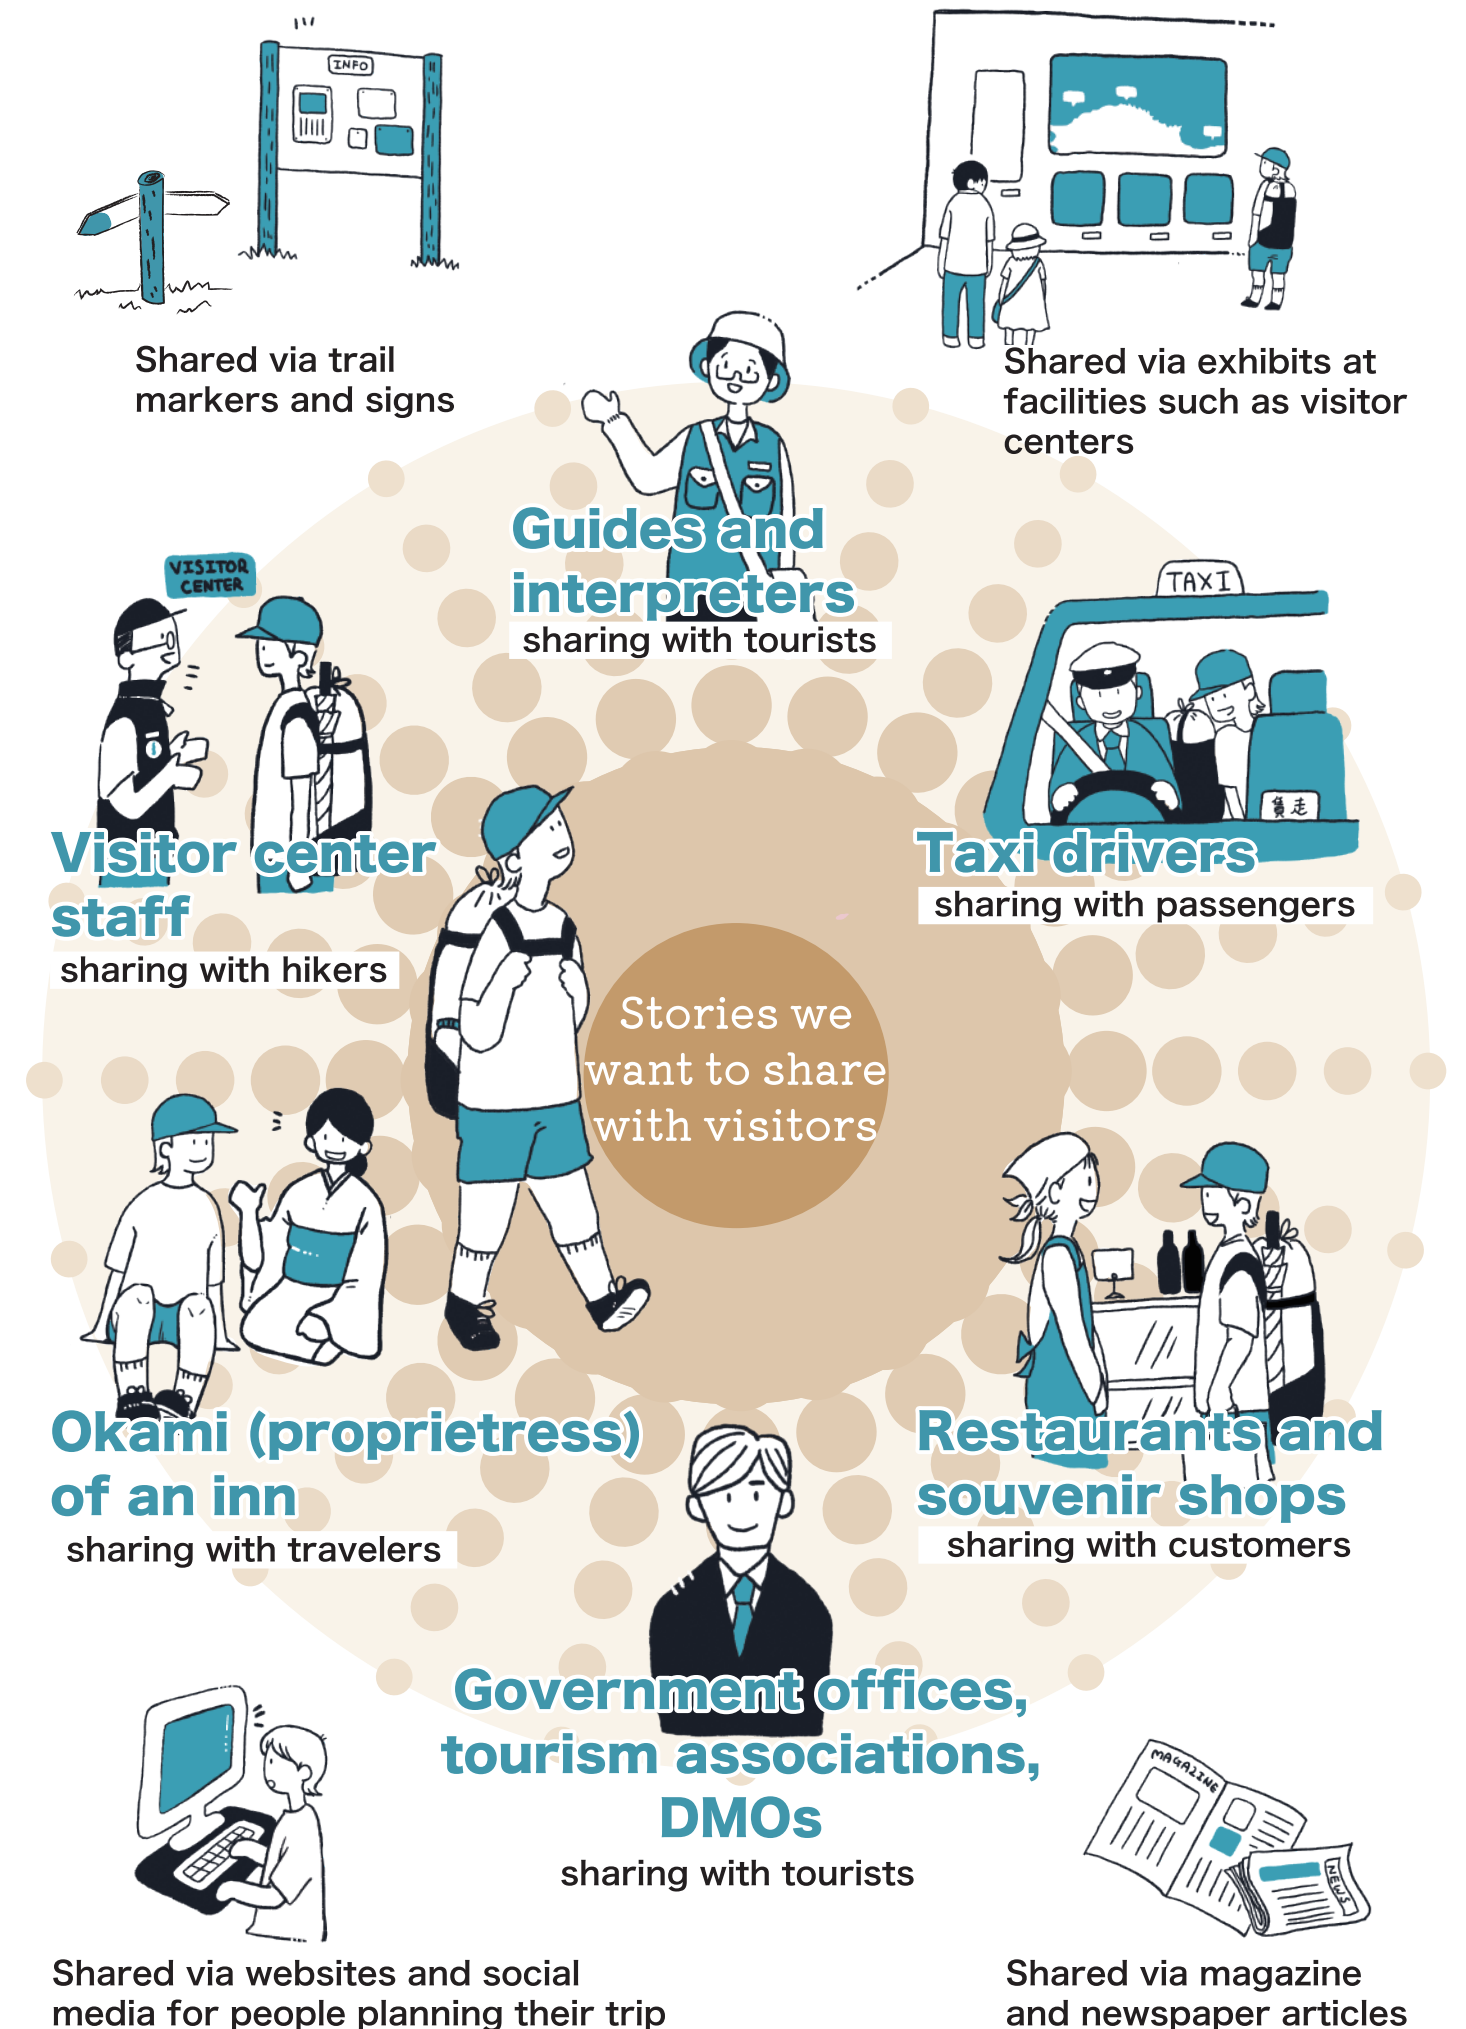 INFO
Shared via trail
markers and signs
Shared via exhibits at
facilities such as visitor
centers
Guides and
interpreters
sharing with tourists
VISITOR
CENTER
Visitor center
staff
sharing with hikers
TAXI
賃走
Taxi drivers
sharing with passengers
Stories we
want to share
with visitors
Okami (proprietress)
of an inn
sharing with travelers
Restaurants and
souvenir shops
sharing with customers
Government offices,
tourism associations,
DMOs
sharing with tourists
Shared via websites and social
media for people planning their trip
MAGAZINE
NEWS
Shared via magazine
and newspaper articles